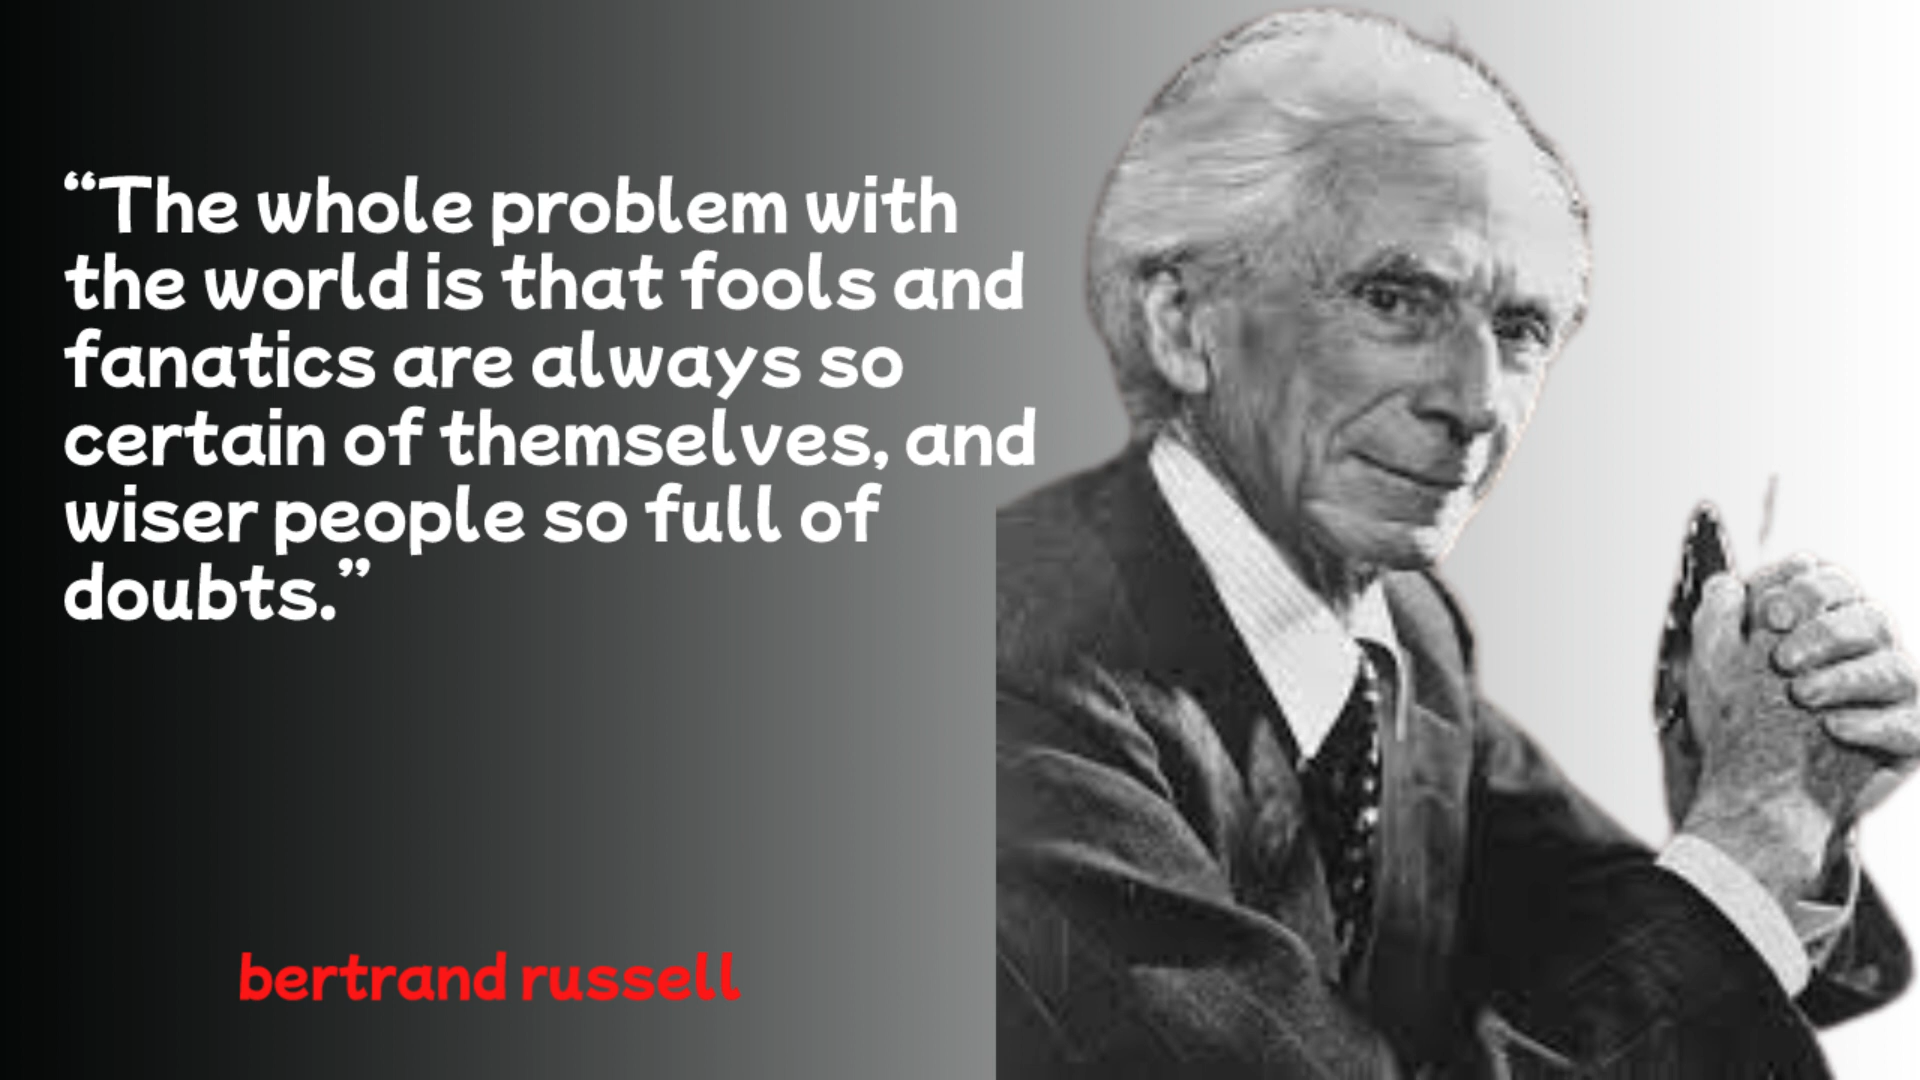 “The whole problem with
the world is that fools and
fanatics are always so
certain of themselves, and
wiser people so full of
doubts.”
bertrand russell